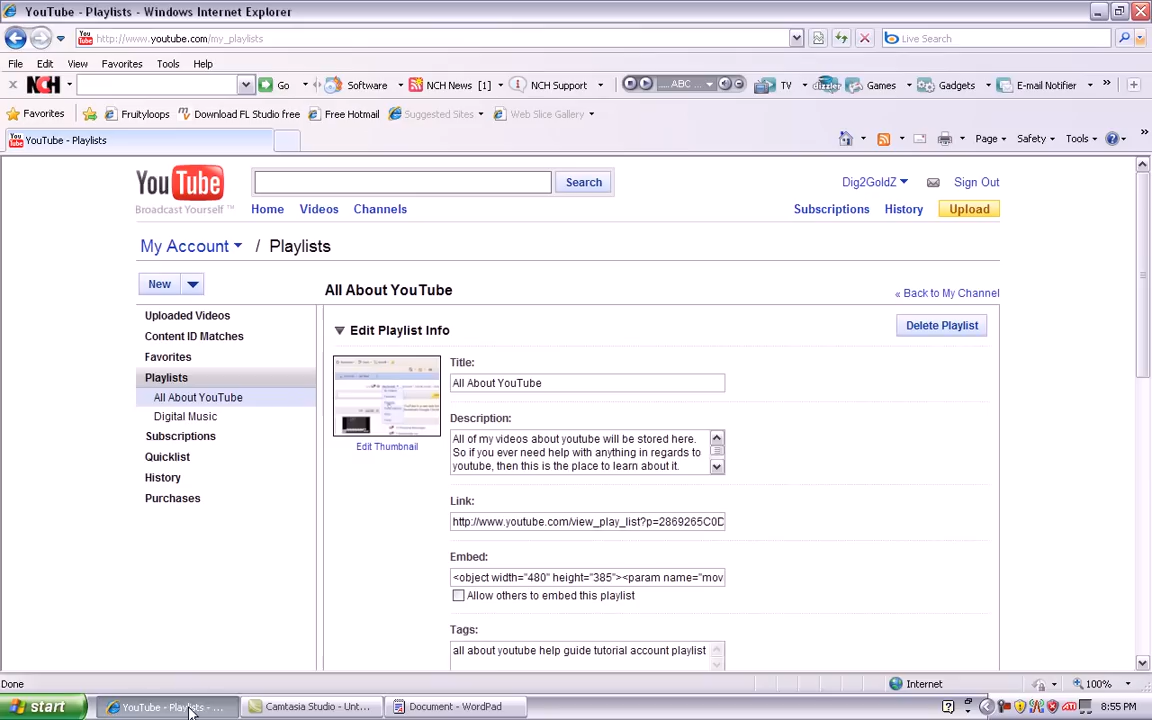 YouTube - Playlists - Windows Internet Explorer
http://www.youtube.com/my_playlists
Live Search
File Edit View Favorites Tools Help
NCH Go Software NCH News [1] NCH Support ABC TV Games Gadgets E-mail Notifier
Favorites Fruityloops Download FL Studio free Free Hotmail Suggested Sites Web Slice Gallery
YouTube - Playlists Page Safety Tools
YouTube Search Dig2GoldZ Sign Out
Broadcast Yourself ™ Home Videos Channels Subscriptions History Upload
My Account / Playlists
New
All About YouTube
« Back to My Channel
Uploaded Videos
Content ID Matches
Favorites
Playlists
All About YouTube
Digital Music
Subscriptions
Quicklist
History
Purchases
Edit Playlist Info
Delete Playlist
Edit Thumbnail
Title:
All About YouTube
Description:
All of my videos about youtube will be stored here.
So if you ever need help with anything in regards to
youtube, then this is the place to learn about it.
Link:
http://www.youtube.com/view_play_list?p=2869265C0D
Embed:
<object width="480" height="385"><param name="mov
Allow others to embed this playlist
Tags:
all about youtube help guide tutorial account playlist
Done Internet 100%
start YouTube - Playlists - ... Camtasia Studio - Unt... Document - WordPad 8:55 PM